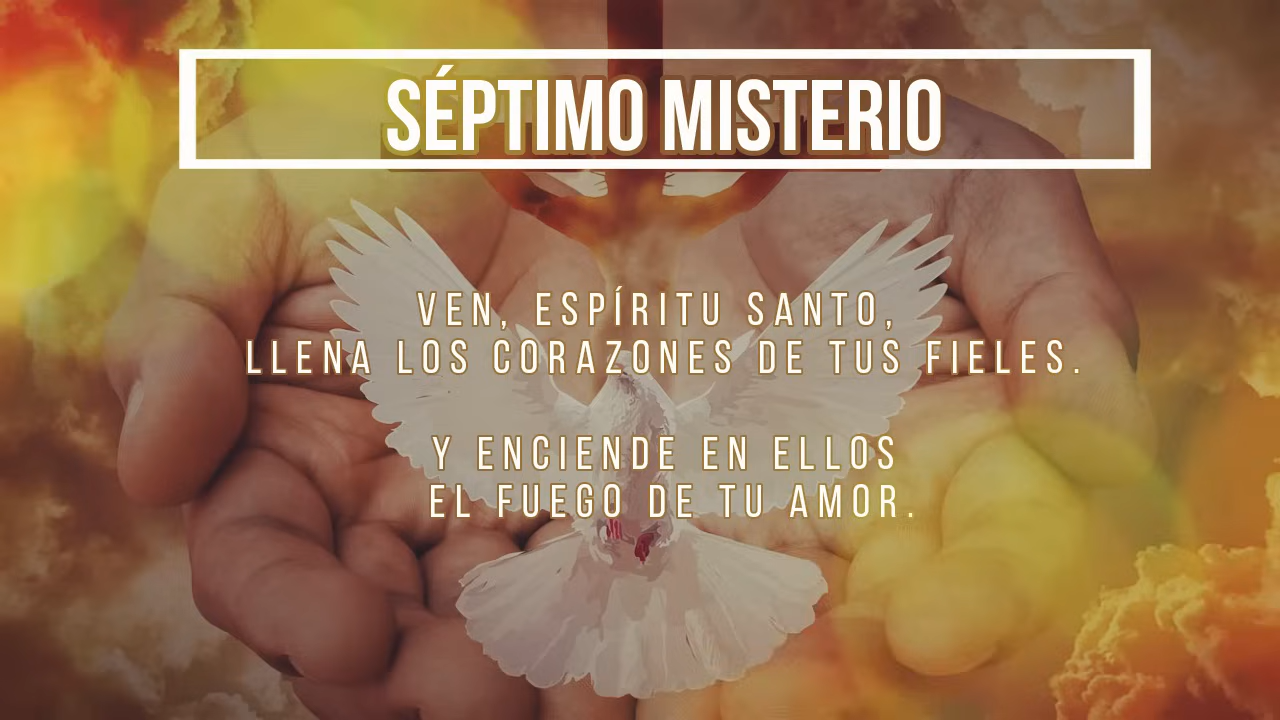 SÉPTIMO MISTERIO
VEN, ESPÍRITU SANTO,
LLENA LOS CORAZONES DE TUS FIELES.
Y ENCIENDE EN ELLOS
EL FUEGO DE TU AMOR.